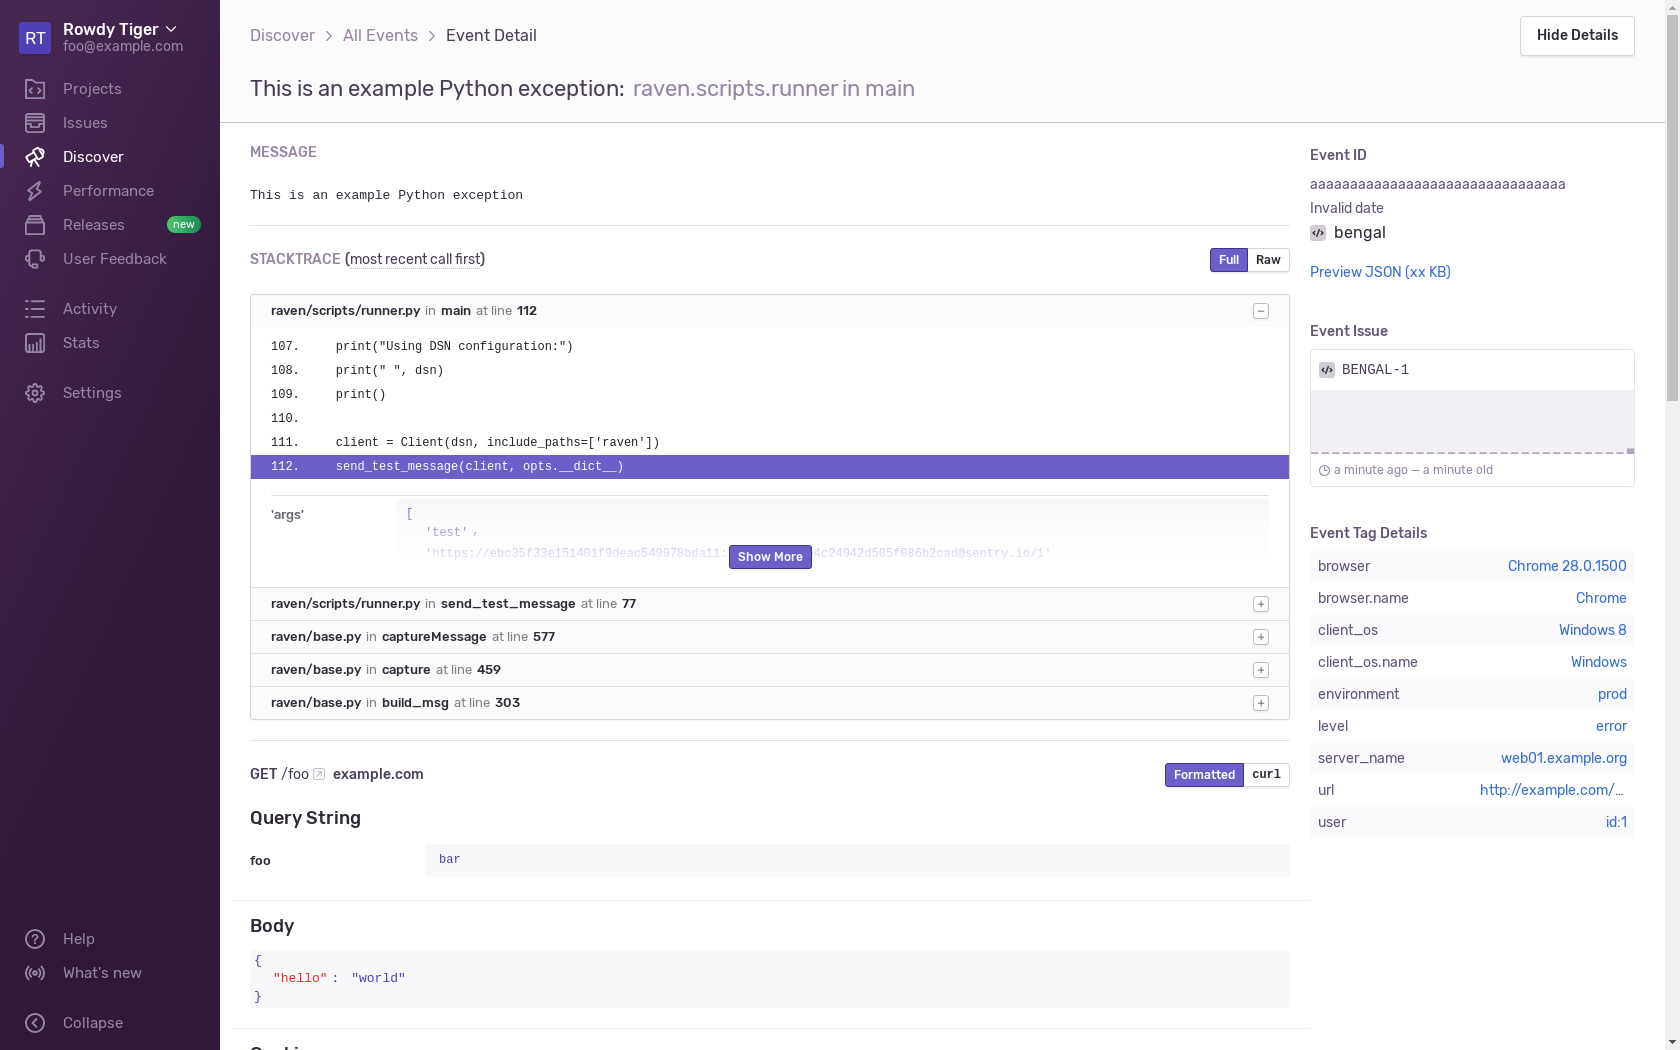 RT
Rowdy Tiger
foo@example.com
Projects
Issues
Discover
Performance
Releases new
User Feedback
Activity
Stats
Settings
Help
What's new
Collapse
Discover > All Events > Event Detail
Hide Details
This is an example Python exception: raven.scripts.runner in main
MESSAGE
This is an example Python exception
STACKTRACE (most recent call first)
Full Raw
raven/scripts/runner.py in main at line 112
107. print("Using DSN configuration:")
108. print(" ", dsn)
109. print()
110.
111. client = Client(dsn, include_paths=['raven'])
112. send_test_message(client, opts.__dict__)
'args'
[
'test',
'https://ebc35f33e151401f9deac549978bda11: 4c24942d505f086b2cad@sentry.io/1'
Show More
raven/scripts/runner.py in send_test_message at line 77
raven/base.py in captureMessage at line 577
raven/base.py in capture at line 459
raven/base.py in build_msg at line 303
GET /foo example.com
Formatted curl
Query String
foo bar
Body
{
"hello": "world"
}
Event ID
aaaaaaaaaaaaaaaaaaaaaaaaaaaaaaaa
Invalid date
bengal
Preview JSON (xx KB)
Event Issue
BENGAL-1
a minute ago — a minute old
Event Tag Details
browser Chrome 28.0.1500
browser.name Chrome
client_os Windows 8
client_os.name Windows
environment prod
level error
server_name web01.example.org
url http://example.com/…
user id:1